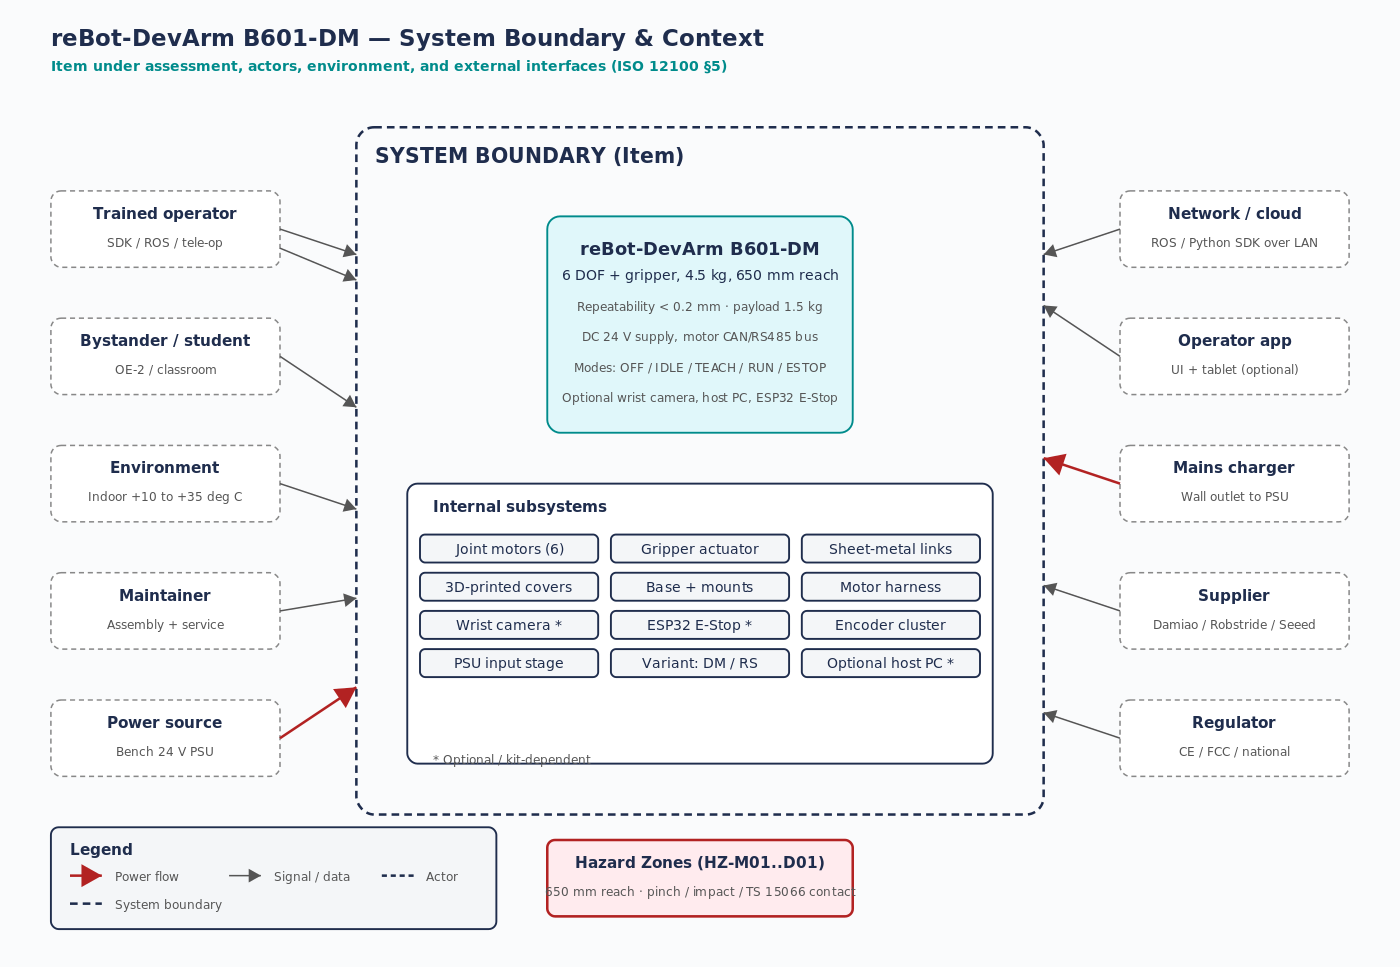 reBot-DevArm B601-DM — System Boundary & Context
Item under assessment, actors, environment, and external interfaces (ISO 12100 §5)
SYSTEM BOUNDARY (Item)
Trained operator
SDK / ROS / tele-op
Bystander / student
OE-2 / classroom
Environment
Indoor +10 to +35 deg C
Maintainer
Assembly + service
Power source
Bench 24 V PSU
reBot-DevArm B601-DM
6 DOF + gripper, 4.5 kg, 650 mm reach
Repeatability < 0.2 mm · payload 1.5 kg
DC 24 V supply, motor CAN/RS485 bus
Modes: OFF / IDLE / TEACH / RUN / ESTOP
Optional wrist camera, host PC, ESP32 E-Stop
Internal subsystems
Joint motors (6)
Gripper actuator
Sheet-metal links
3D-printed covers
Base + mounts
Motor harness
Wrist camera *
ESP32 E-Stop *
Encoder cluster
PSU input stage
Variant: DM / RS
Optional host PC *
* Optional / kit-dependent
Network / cloud
ROS / Python SDK over LAN
Operator app
UI + tablet (optional)
Mains charger
Wall outlet to PSU
Supplier
Damiao / Robstride / Seeed
Regulator
CE / FCC / national
Legend
Power flow
Signal / data
Actor
System boundary
Hazard Zones (HZ-M01..D01)
650 mm reach · pinch / impact / TS 15066 contact